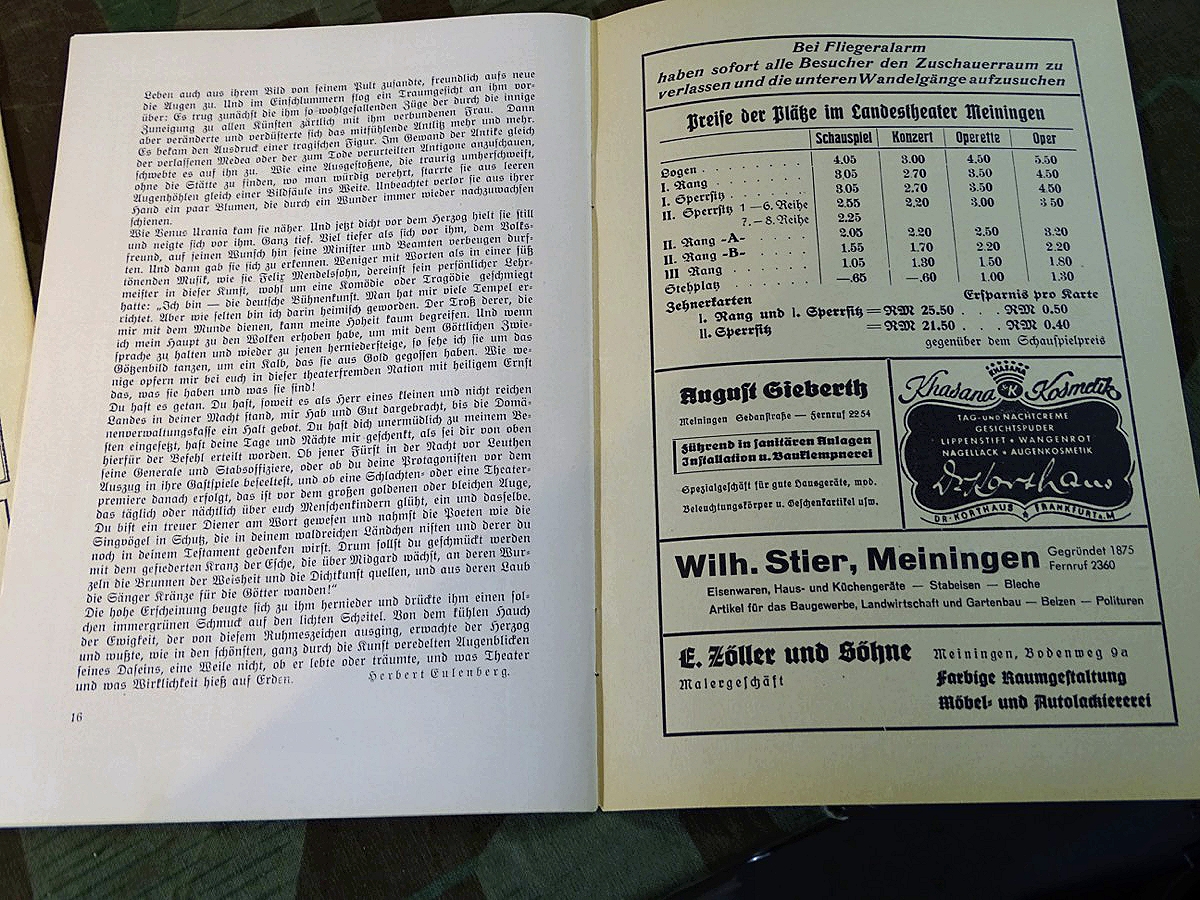 Leben auch aus ihrem Bild von seinem Pult zusandte, freundlich aufs neue
die Augen zu. Und im Einschlummern flog ein Traumgesicht an ihn vor-
über: Es trug zunächst die ihm so wohlgefallenden Züge der durch die innige
Zuneigung zu allen Künsten zärtlich mit ihm verbundenen Frau. Dann
aber veränderte und verdüsterte sich das mitfühlende Antlitz mehr und mehr.
Es bekam den Ausdruck einer tragischen Figur. Im Gewand der Antike gleich
der verlassenen Medea oder der zum Tode verurteilten Antigone anzuschauen,
schwebte es auf ihn zu. Wie eine Ausgestoßene, die traurig umherschweift,
ohne die Stätte zu finden, wo man würdig verehrt, starrte sie aus leeren
Augenhöhlen gleich einer Bildsäule ins Weite. Unbeachtet verlor sie aus ihrer
Hand ein paar Blumen, die durch ein Wunder immer wieder nachzuwachsen
schienen.
Wie Venus Urania kam sie näher. Und jetzt dicht vor dem Herzog hielt sie still
und neigte sich vor ihm. Ganz tief. Viel tiefer als sich vor ihm, dem Volks-
freund, auf seinen Wunsch hin seine Minister und Beamten verbeugen durf-
ten. Und dann gab sie sich zu erkennen. Weniger mit Worten als in einer süß
tönenden Musik, wie sie Felix Mendelssohn, dereinst sein persönlicher Lehr-
meister in dieser Kunst, wohl um eine Komödie oder Tragödie geschmiegt
hatte: „Ich bin — die deutsche Bühnenkunst. Man hat mir viele Tempel er-
richtet. Aber wie selten bin ich darin heimisch geworden. Der Troß derer, die
mir mit dem Munde dienen, kann meine Hoheit kaum begreifen. Und wenn
ich mein Haupt zu den Wolken erhoben habe, um mit dem Göttlichen Zwie-
sprache zu halten und wieder zu jenen herniedersteige, so sehe ich sie um das
Götzenbild tanzen, um ein Kalb, das sie aus Gold gegossen haben. Wie we-
nige opfern mir bei euch in dieser theaterfremden Nation mit heiligem Ernst
das, was sie haben und was sie sind!
Du hast es getan. Du hast, soweit es als Herr eines kleinen und nicht reichen
Landes in deiner Macht stand, mir Hab und Gut dargebracht, bis die Domä-
nenverwaltungskasse ein Halt gebot. Du hast dich unermüdlich zu meinem Be-
sten eingesetzt, hast deine Tage und Nächte mir geschenkt, als sei dir von oben
hierfür der Befehl erteilt worden. Ob jener Fürst in der Nacht vor Leuthen
seine Generale und Stabsoffiziere, oder ob du deine Protagonisten vor dem
Auszug in ihre Gastspiele beseeltest, und ob eine Schlachten- oder eine Theater-
premiere danach erfolgt, das ist vor dem großen goldenen oder bleichen Auge,
das täglich oder nächtlich über euch Menschenkindern glüht, ein und dasselbe.
Du bist ein treuer Diener am Wort gewesen und nahmst die Poeten wie die
Singvögel in Schutz, die in deinem waldreichen Ländchen nisten und derer du
noch in deinem Testament gedenken wirst. Drum sollst du geschmückt werden
mit dem gefiederten Kranz der Esche, die über Midgard wächst, an deren Wur-
zeln die Brunnen der Weisheit und die Dichtkunst quellen, und aus deren Laub
die Sänger Kränze für die Götter wanden!“
Die hohe Erscheinung beugte sich zu ihm hernieder und drückte ihm einen sol-
chen immergrünen Schmuck auf den lichten Scheitel. Von dem kühlen Hauch
der Ewigkeit, der von diesem Ruhmeszeichen ausging, erwachte der Herzog
und wußte, wie in den schönsten, ganz durch die Kunst veredelten Augenblicken
seines Daseins, eine Weile nicht, ob er lebte oder träumte, und was Theater
und was Wirklichkeit hieß auf Erden. Herbert Eulenberg.
16
Bei Fliegeralarm
haben sofort alle Besucher den Zuschauerraum zu
verlassen und die unteren Wandelgänge aufzusuchen
Preise der Plätze im Landestheater Meiningen
Schauspiel Konzert Operette Oper
Logen 4.05 3.00 4.50 5.50
I. Rang 3.05 2.70 3.50 4.50
I. Sperrsitz 3.05 2.70 3.50 4.50
II. Sperrsitz 1.—6. Reihe 2.55 2.20 3.00 3 50
7.—8. Reihe 2.25
II. Rang -A- 2.05 2.20 2.50 3.20
II. Rang -B- 1.55 1.70 2.20 2.20
III Rang 1.05 1.30 1.50 1.80
Stehplatz —.65 —.60 1.00 1.30
Zehnerkarten Ersparnis pro Karte
I. Rang und I. Sperrsitz = RM 25.50 . . . RM 0.50
II. Sperrsitz = RM 21.50 . . . RM 0.40
gegenüber dem Schauspielpreis
August Gieberth
Meiningen Sedanstraße — Fernruf 2254
Führend in sanitären Anlagen
Installation u. Bauklempnerei
Spezialgeschäft für gute Hausgeräte, mod.
Beleuchtungskörper u. Geschenkartikel usw.
KHASANA
K
Khasana Kosmetik
TAG- UND NACHTCREME
GESICHTSPUDER
LIPPENSTIFT • WANGENROT
NAGELLACK • AUGENKOSMETIK
Dr. Korthaus
DR. KORTHAUS FRANKFURT a. M
Wilh. Stier, Meiningen Gegründet 1875
Fernruf 2360
Eisenwaren, Haus- und Küchengeräte — Stabeisen — Bleche
Artikel für das Baugewerbe, Landwirtschaft und Gartenbau — Beizen — Polituren
E. Zöller und Söhne Meiningen, Bodenweg 9a
Malergeschäft Farbige Raumgestaltung
Möbel- und Autolackiererei